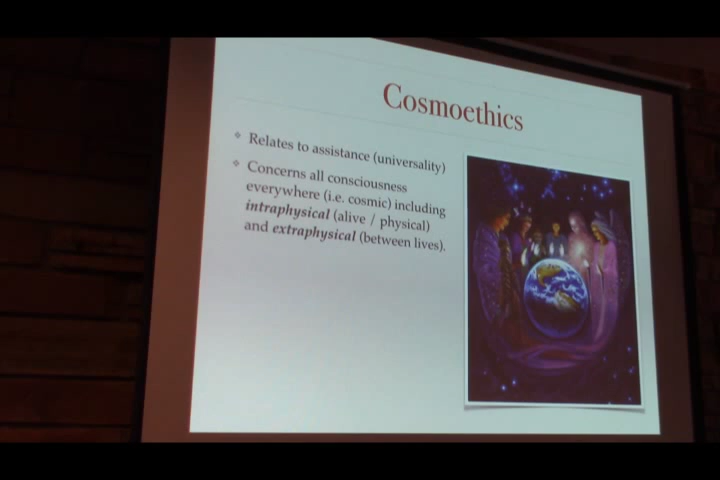 Cosmoethics
Relates to assistance (universality)
Concerns all consciousness
everywhere (i.e. cosmic) including
intraphysical (alive / physical)
and extraphysical (between lives).